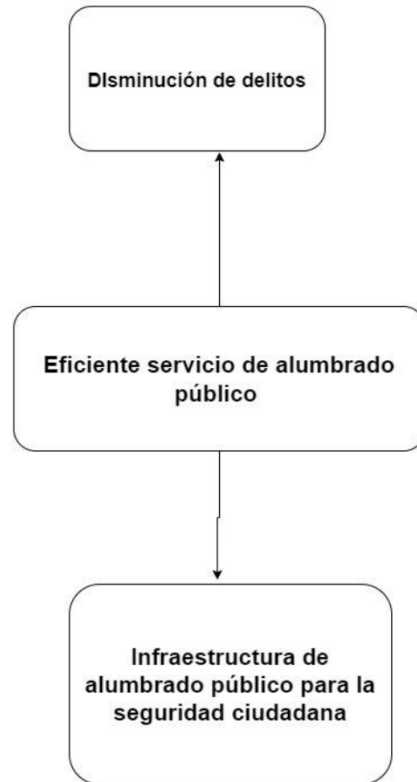 DIsminución de delitos
Eficiente servicio de alumbrado
público
Infraestructura de
alumbrado público para la
seguridad ciudadana